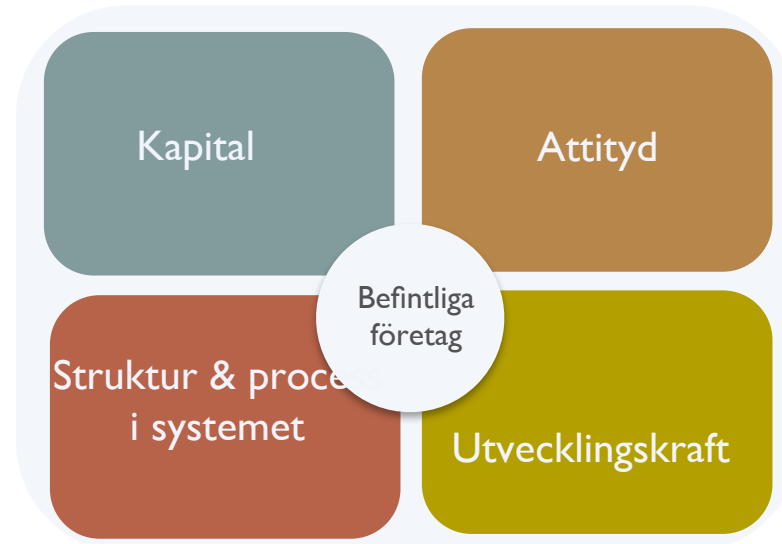 Kapital
Attityd
Befintliga
företag
Struktur & process
i systemet
Utvecklingskraft